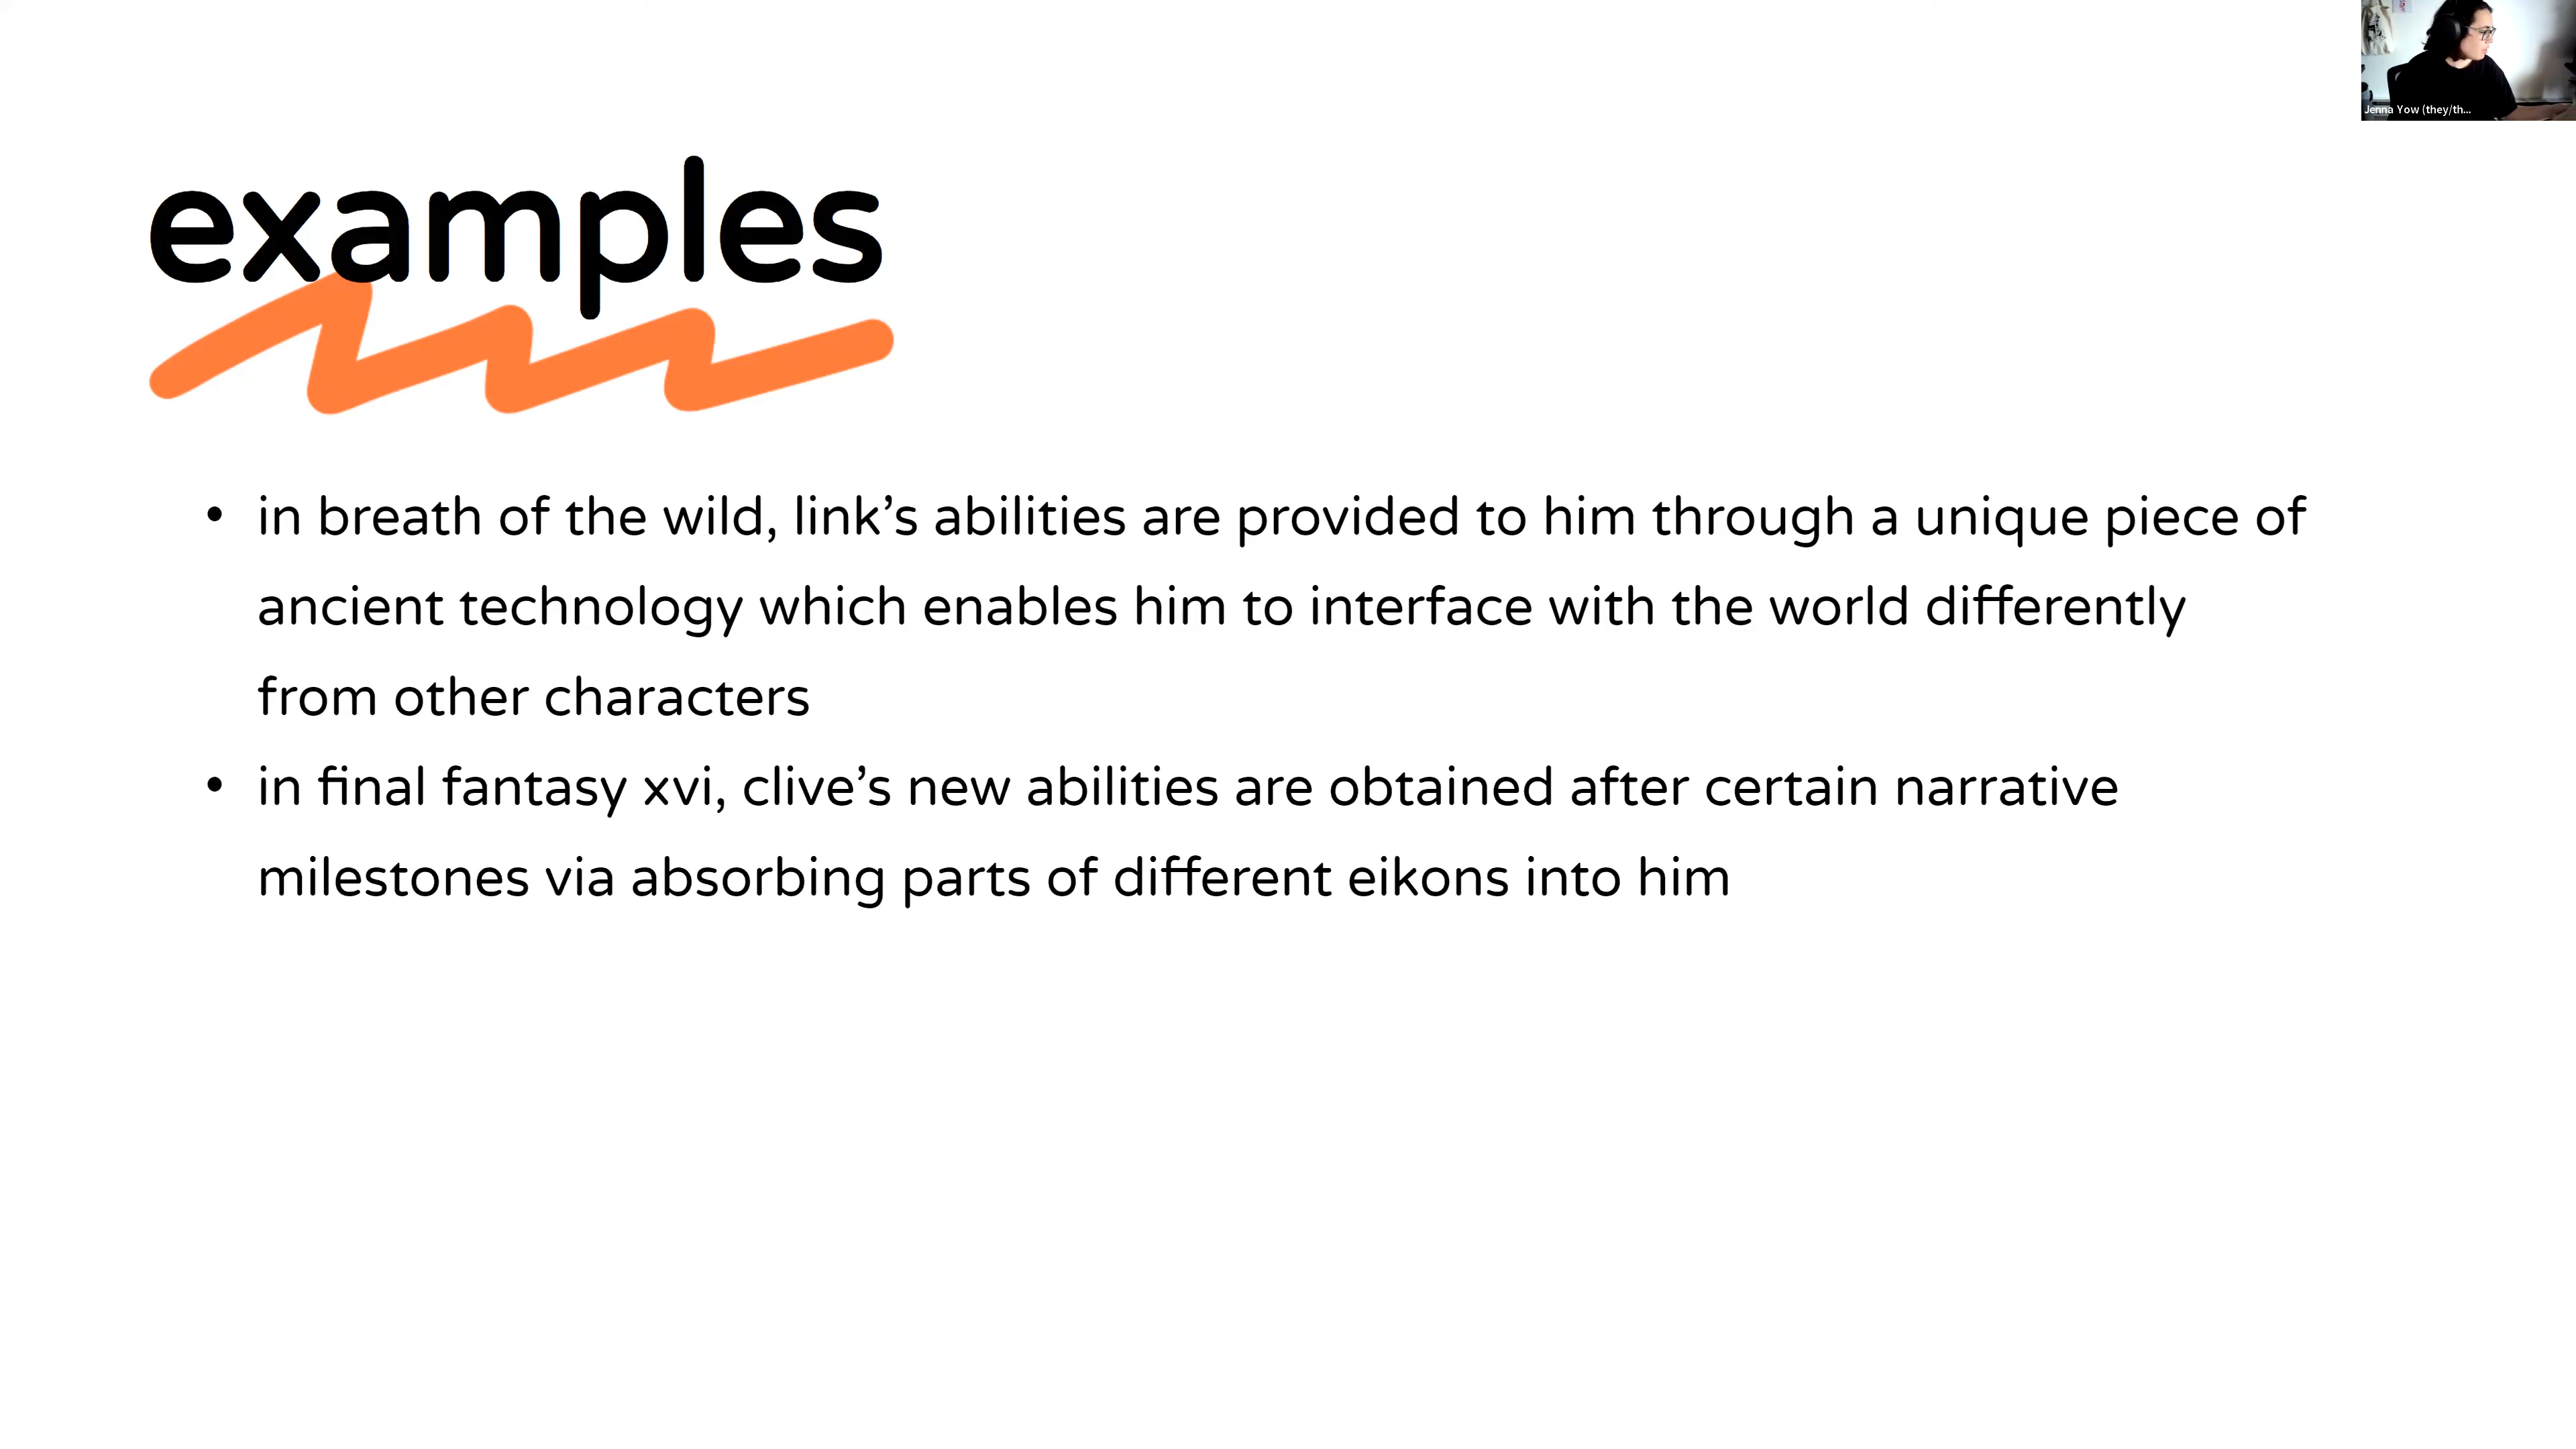 Jenna Yow (they/th...
examples
• in breath of the wild, link’s abilities are provided to him through a unique piece of
ancient technology which enables him to interface with the world differently
from other characters
• in final fantasy xvi, clive’s new abilities are obtained after certain narrative
milestones via absorbing parts of different eikons into him